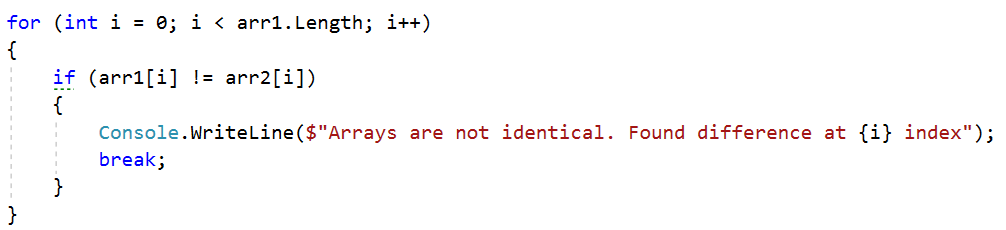 for (int i = 0; i < arr1.Length; i++)
{
    if (arr1[i] != arr2[i])
    {
        Console.WriteLine($"Arrays are not identical. Found difference at {i} index");
        break;
    }
}